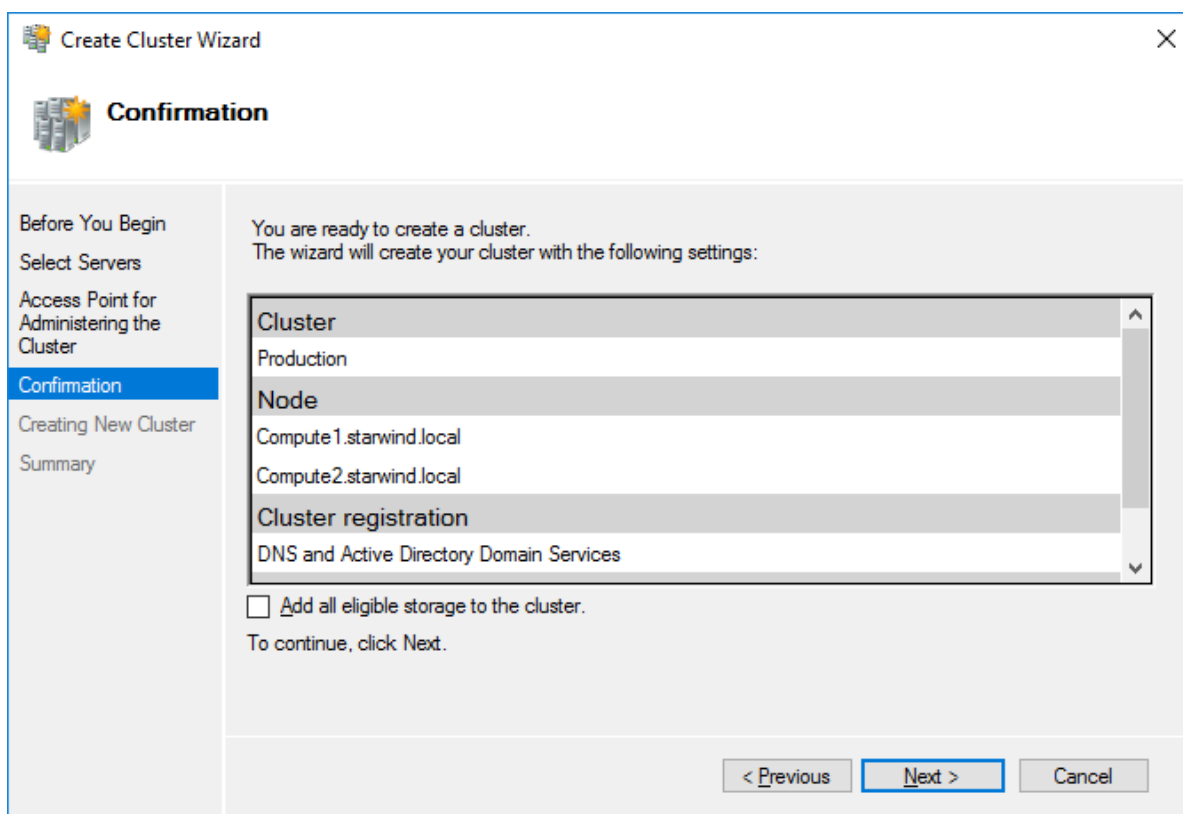 Create Cluster Wizard
Confirmation
Before You Begin
Select Servers
Access Point for
Administering the
Cluster
Confirmation
Creating New Cluster
Summary
You are ready to create a cluster.
The wizard will create your cluster with the following settings:
Cluster
Production
Node
Compute1.starwind.local
Compute2.starwind.local
Cluster registration
DNS and Active Directory Domain Services
Add all eligible storage to the cluster.
To continue, click Next.
< Previous
Next >
Cancel